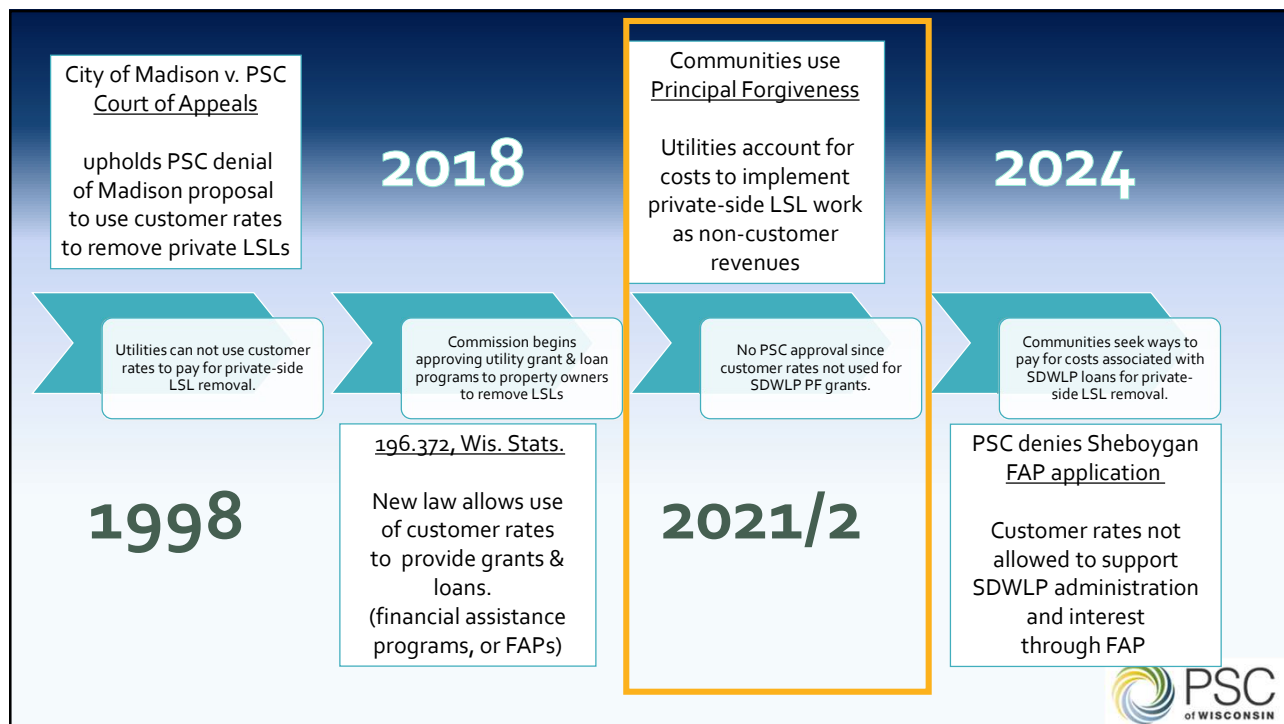 City of Madison v. PSC
Court of Appeals
upholds PSC denial
of Madison proposal
to use customer rates
to remove private LSLs
Utilities can not use customer
rates to pay for private-side
LSL removal.
1998
2018
Commission begins
approving utility grant & loan
programs to property owners
to remove LSLs
196.372, Wis. Stats.
New law allows use
of customer rates
to provide grants &
loans.
(financial assistance
programs, or FAPs)
Communities use
Principal Forgiveness
Utilities account for
costs to implement
private-side LSL work
as non-customer
revenues
No PSC approval since
customer rates not used for
SDWLP PF grants.
2021/2
2024
Communities seek ways to
pay for costs associated with
SDWLP loans for private-
side LSL removal.
PSC denies Sheboygan
FAP application
Customer rates not
allowed to support
SDWLP administration
and interest
through FAP
PSC
of WISCONSIN